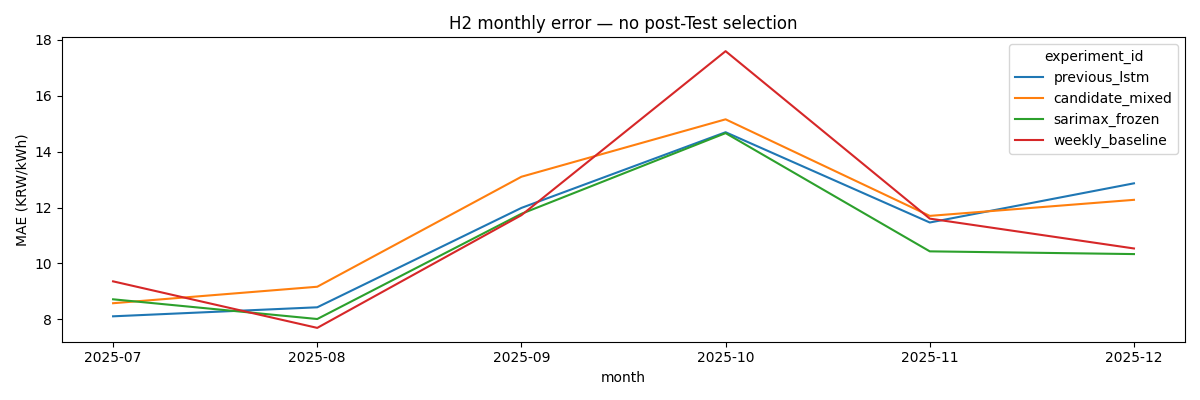 H2 monthly error — no post-Test selection
MAE (KRW/kWh)
18
16
14
12
10
8
2025-07
2025-08
2025-09
2025-10
2025-11
2025-12
month
experiment_id
previous_lstm
candidate_mixed
sarimax_frozen
weekly_baseline